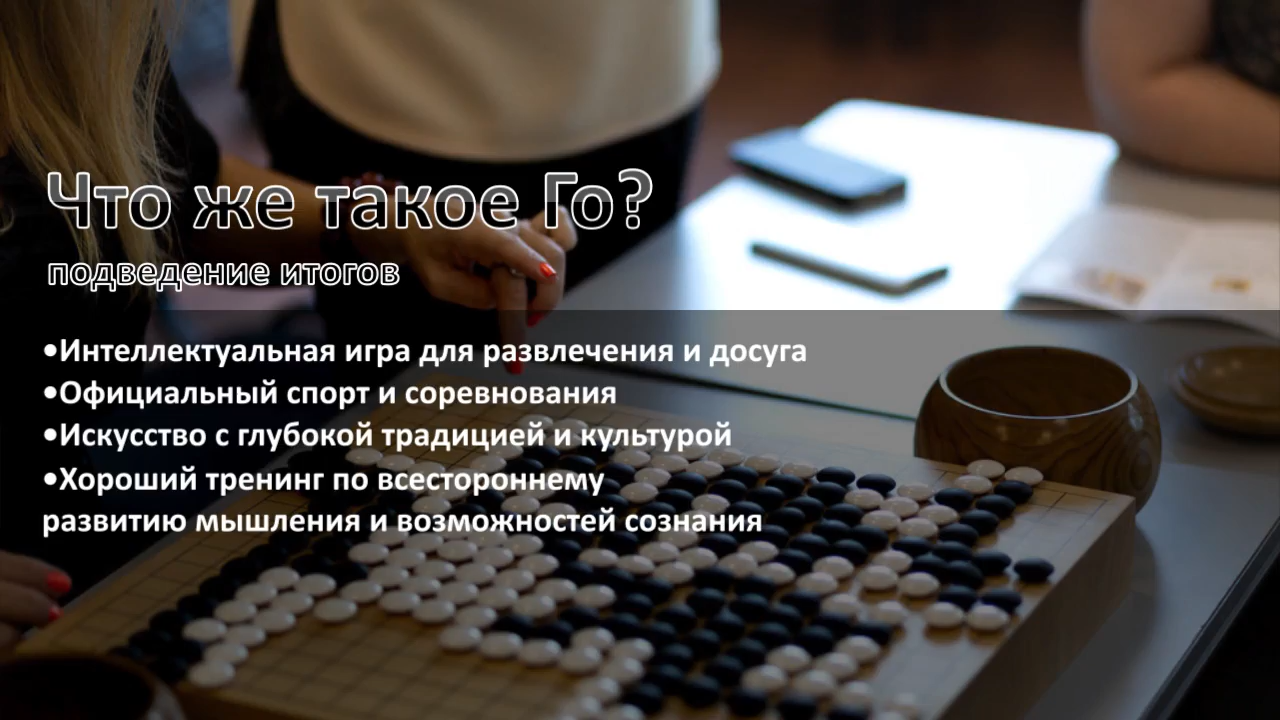 Что же такое Го?
подведение итогов
•Интеллектуальная игра для развлечения и досуга
•Официальный спорт и соревнования
•Искусство с глубокой традицией и культурой
•Хороший тренинг по всестороннему
развитию мышления и возможностей сознания